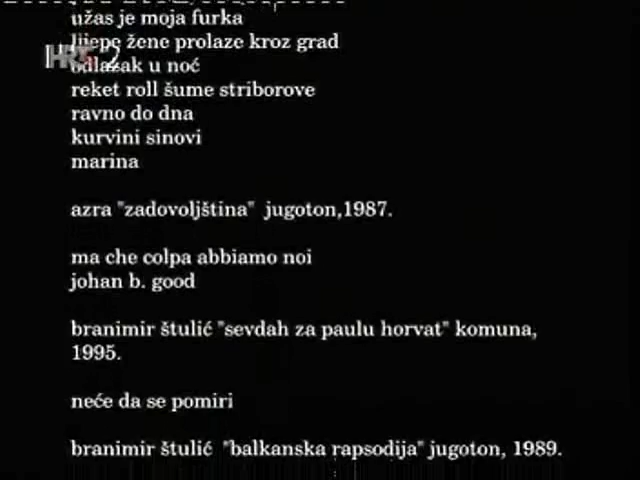 užas je moja furka
lijepe žene prolaze kroz grad
HRT 2
odlazak u noć
reket roll šume striborove
ravno do dna
kurvini sinovi
marina
azra "zadovoljština" jugoton,1987.
ma che colpa abbiamo noi
johan b. good
branimir štulić "sevdah za paulu horvat" komuna,
1995.
neće da se pomiri
branimir štulić "balkanska rapsodija" jugoton, 1989.